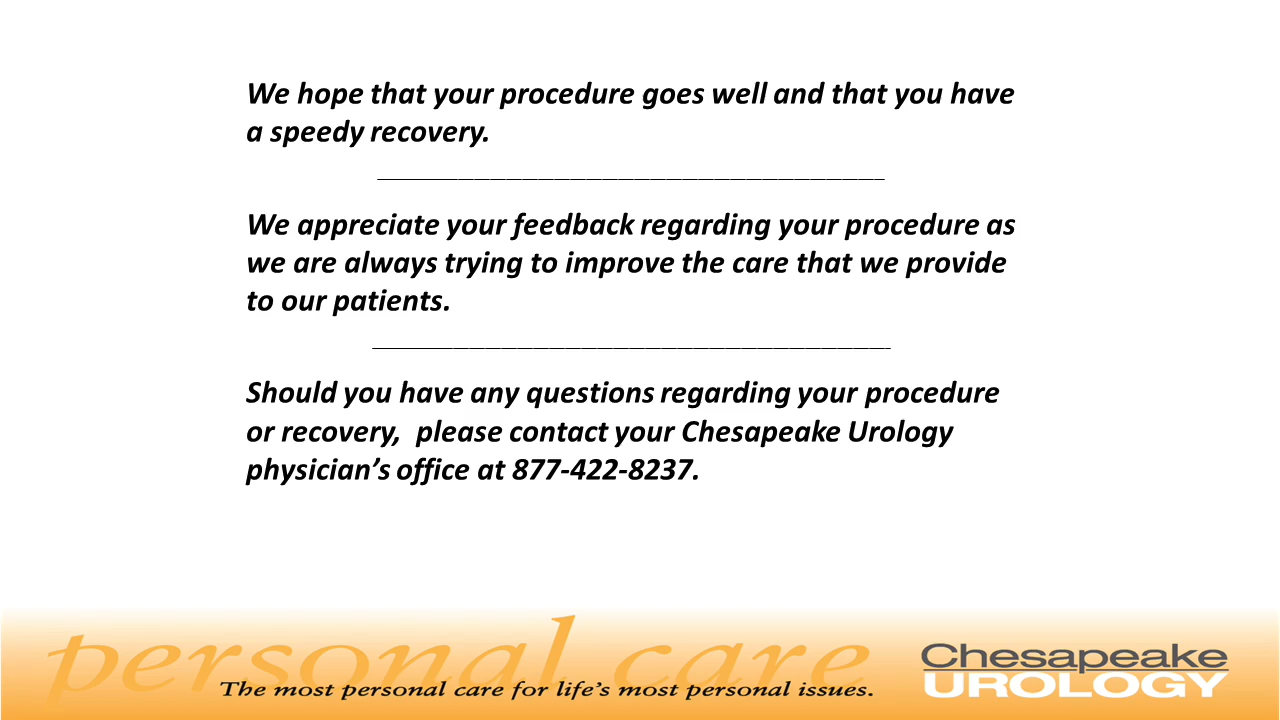 We hope that your procedure goes well and that you have
a speedy recovery.
We appreciate your feedback regarding your procedure as
we are always trying to improve the care that we provide
to our patients.
Should you have any questions regarding your procedure
or recovery,  please contact your Chesapeake Urology
physician’s office at 877-422-8237.
personal care
The most personal care for life’s most personal issues.
Chesapeake
UROLOGY